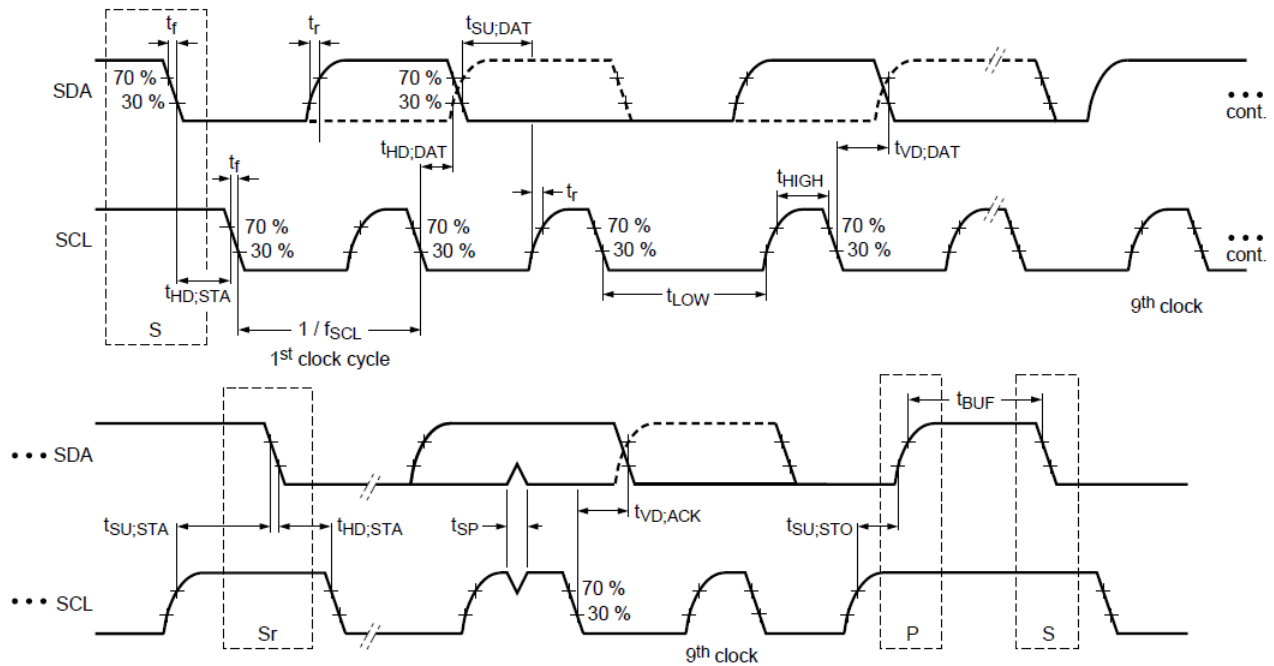 tf tr tSU;DAT
70 % 70 %
SDA 30 % 30 % • • •
cont.
tHD;DAT tVD;DAT
tf tHIGH
tr
70 % 70 % 70 % 70 %
SCL 30 % 30 % 30 % 30 % • • •
cont.
tHD;STA tLOW
9th clock
S 1 / fSCL
1st clock cycle
tBUF
• • • SDA
tSU;STA tHD;STA tSP tVD;ACK tSU;STO
70 %
• • • SCL 30 %
Sr P S
9th clock